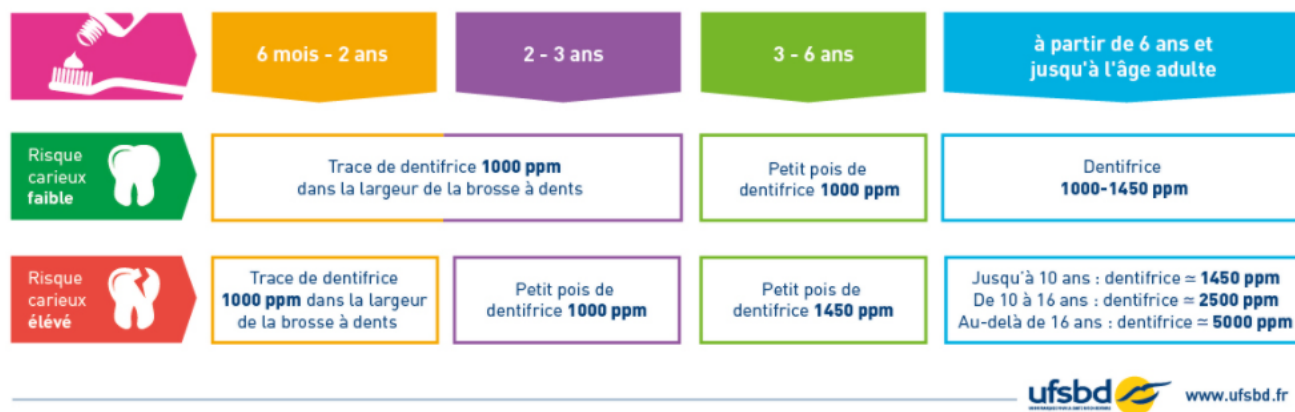 6 mois - 2 ans
2 - 3 ans
3 - 6 ans
à partir de 6 ans et
jusqu'à l'âge adulte
Risque
carieux
faible
Trace de dentifrice 1000 ppm
dans la largeur de la brosse à dents
Petit pois de
dentifrice 1000 ppm
Dentifrice
1000-1450 ppm
Risque
carieux
élévé
Trace de dentifrice
1000 ppm dans la largeur
de la brosse à dents
Petit pois de
dentifrice 1000 ppm
Petit pois de
dentifrice 1450 ppm
Jusqu'à 10 ans : dentifrice ≃ 1450 ppm
De 10 à 16 ans : dentifrice ≃ 2500 ppm
Au-delà de 16 ans : dentifrice ≃ 5000 ppm
ufsbd
www.ufsbd.fr